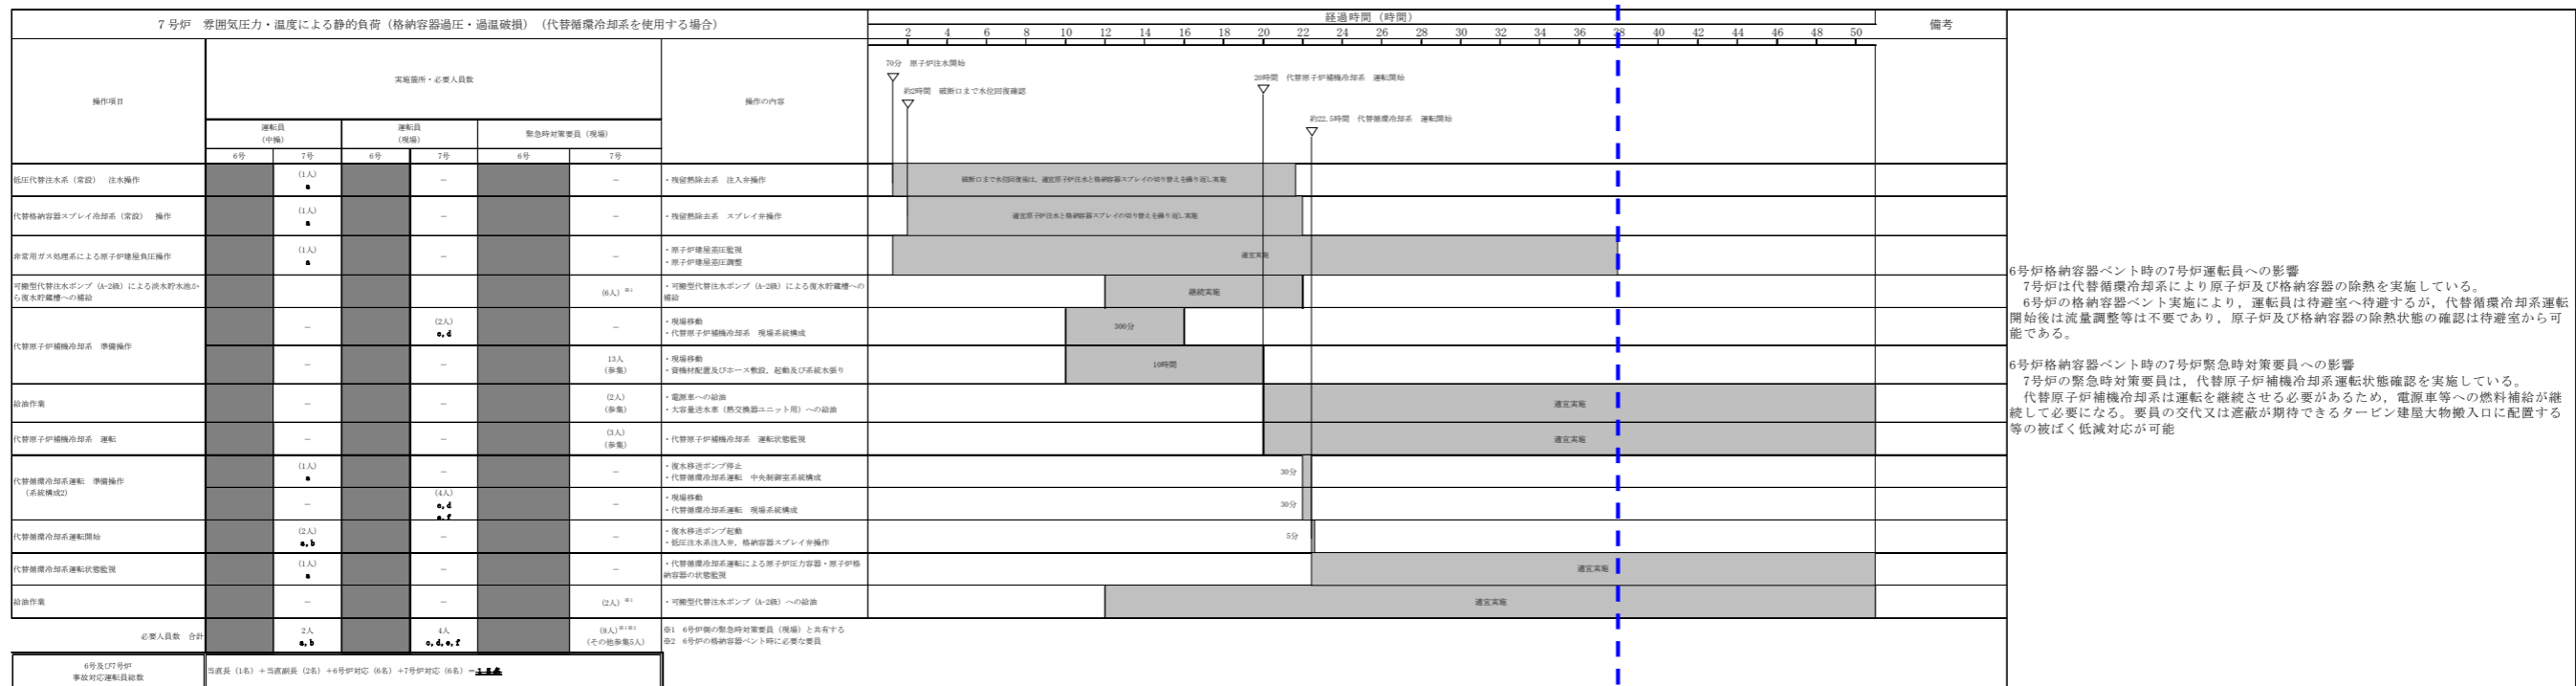 7号炉 雰囲気圧力・温度による静的負荷（格納容器過圧・過温破損）（代替循環冷却系を使用する場合）
経過時間（時間）
備考
2 4 6 8 10 12 14 16 18 20 22 24 26 28 30 32 34 36 38 40 42 44 46 48 50
操作項目
実施箇所・必要人員数
操作の内容
70分 原子炉注水開始
約2時間 破断口まで水位回復確認
20時間 代替原子炉補機冷却系 運転開始
約22.5時間 代替循環冷却系 運転開始
運転員
（中操）
運転員
（現場）
緊急時対策要員（現場）
6号 7号 6号 7号 6号 7号
低圧代替注水系（常設） 注水操作
（1人）
a
－ －
・残留熱除去系 注入弁操作
破断口まで水位回復後は，適宜原子炉注水と格納容器スプレイの切り替えを繰り返し実施
代替格納容器スプレイ冷却系（常設） 操作
（1人）
a
－ －
・残留熱除去系 スプレイ弁操作
適宜原子炉注水と格納容器スプレイの切り替えを繰り返し実施
非常用ガス処理系による原子炉建屋負圧操作
（1人）
a
－ －
・原子炉建屋差圧監視
・原子炉建屋差圧調整
適宜実施
可搬型代替注水ポンプ（A-2級）による淡水貯水池か
ら復水貯蔵槽への補給
（6人）※1
・可搬型代替注水ポンプ（A-2級）による復水貯蔵槽への
補給
継続実施
代替原子炉補機冷却系 準備操作
－
（2人）
c,d
－
・現場移動
・代替原子炉補機冷却系 現場系統構成
300分
－ －
13人
（参集）
・現場移動
・資機材配置及びホース敷設，起動及び系統水張り
10時間
給油作業
－ －
（2人）
（参集）
・電源車への給油
・大容量送水車（熱交換器ユニット用）への給油
適宜実施
代替原子炉補機冷却系 運転
－ －
（3人）
（参集）
・代替原子炉補機冷却系 運転状態監視
適宜実施
代替循環冷却系運転 準備操作
（系統構成2）
（1人）
a
－ －
・復水移送ポンプ停止
・代替循環冷却系運転 中央制御室系統構成
30分
－
（4人）
c,d
e,f
－
・現場移動
・代替循環冷却系運転 現場系統構成
30分
代替循環冷却系運転開始
（2人）
a,b
－ －
・復水移送ポンプ起動
・低圧注水系注入弁，格納容器スプレイ弁操作
5分
代替循環冷却系運転状態監視
（1人）
a
－ －
・代替循環冷却系運転による原子炉圧力容器・原子炉格
納容器の状態監視
適宜実施
給油作業
－ －
（2人）※1
・可搬型代替注水ポンプ（A-2級）への給油
適宜実施
必要人員数 合計
2人
a,b
4人
c,d,e,f
（8人）※1※2
（その他参集5人）
※1 6号炉側の緊急時対策要員（現場）と共有する
※2 6号炉の格納容器ベント時に必要な要員
6号及び7号炉
事故対応運転員総数
当直長（1名）＋当直副長（2名）＋6号炉対応（6名）＋7号炉対応（6名）＝15名
6号炉格納容器ベント時の7号炉運転員への影響
7号炉は代替循環冷却系により原子炉及び格納容器の除熱を実施している。
6号炉の格納容器ベント実施により，運転員は待避室へ待避するが，代替循環冷却系運転
開始後は流量調整等は不要であり，原子炉及び格納容器の除熱状態の確認は待避室から可
能である。
6号炉格納容器ベント時の7号炉緊急時対策要員への影響
7号炉の緊急時対策要員は，代替原子炉補機冷却系運転状態確認を実施している。
代替原子炉補機冷却系は運転を継続させる必要があるため，電源車等への燃料補給が継
続して必要になる。要員の交代又は遮蔽が期待できるタービン建屋大物搬入口に配置する
等の被ばく低減対応が可能